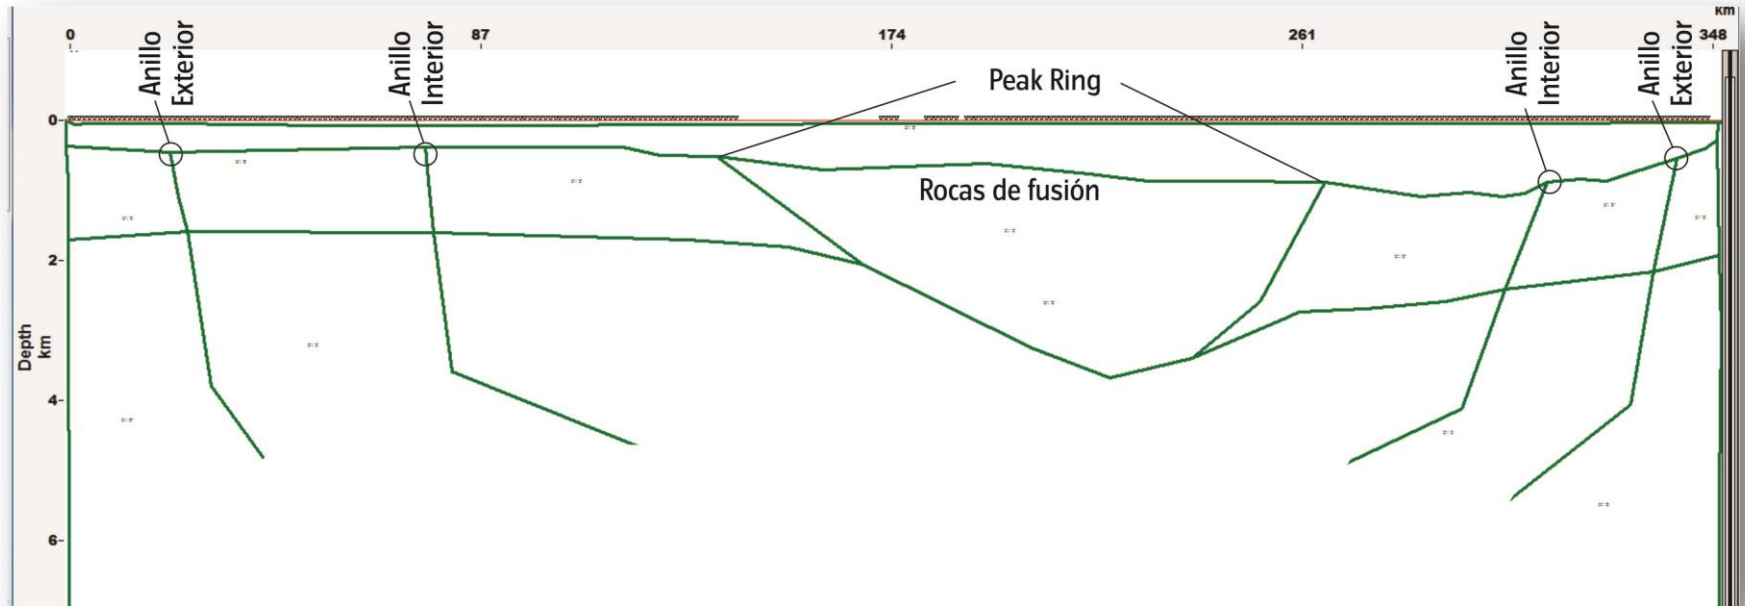 Km
0
87
174
261
348
Anillo
Exterior
Anillo
Interior
Peak Ring
Anillo
Interior
Anillo
Exterior
0
Rocas de fusión
2
Depth
km
4
6